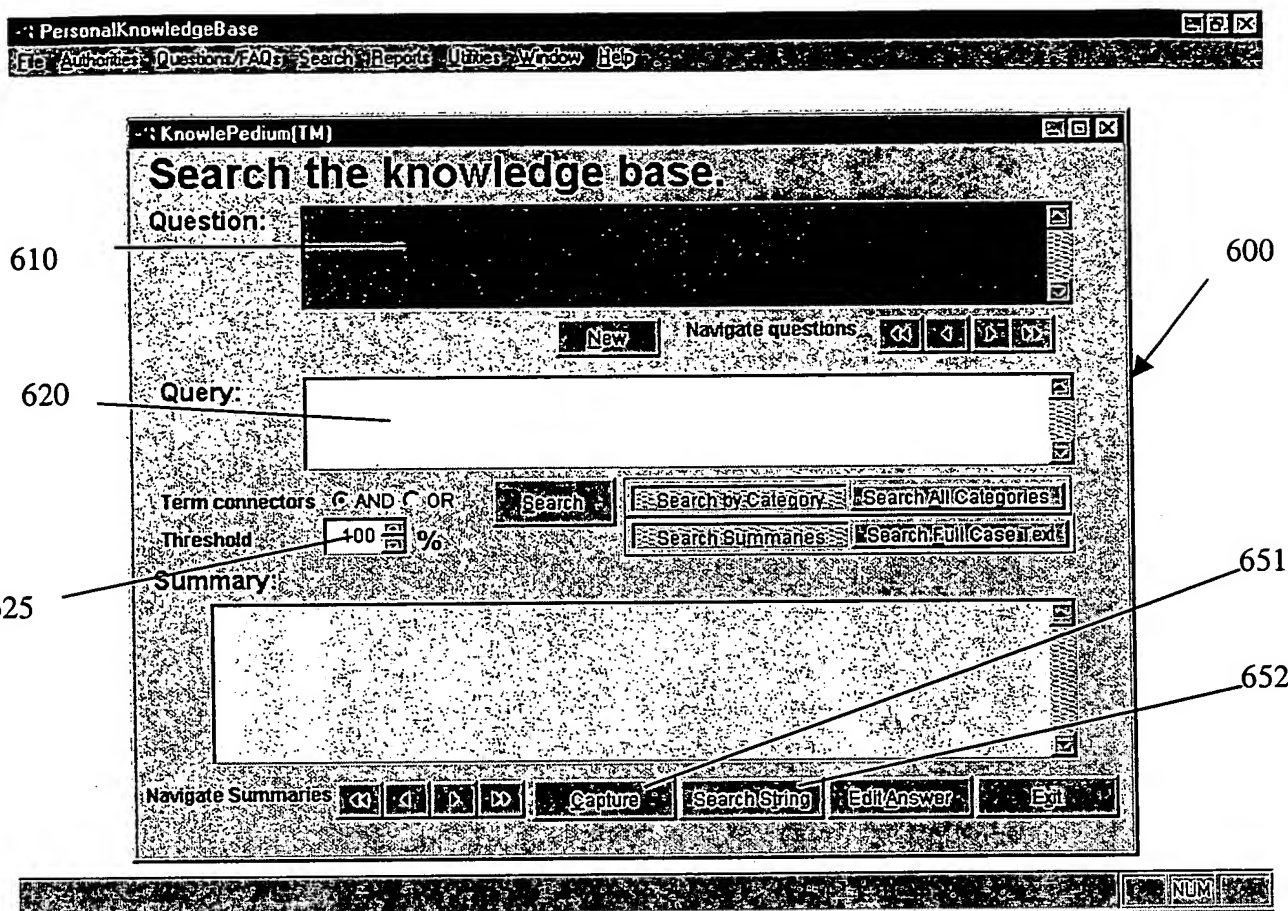 PersonalKnowledgeBase
File Authorities Questions/FAQs Search Reports Utilities Window Help
KnowlePedium(TM)
Search the knowledge base.
Question:
610
600
New Navigate questions
Query:
620
Term connectors AND OR Search Search by Category Search All Categories
Threshold 100 % Search Summaries Search Full Case Text
651
Summary:
625
652
Navigate Summaries Capture Search String Edit Answer Exit
NUM